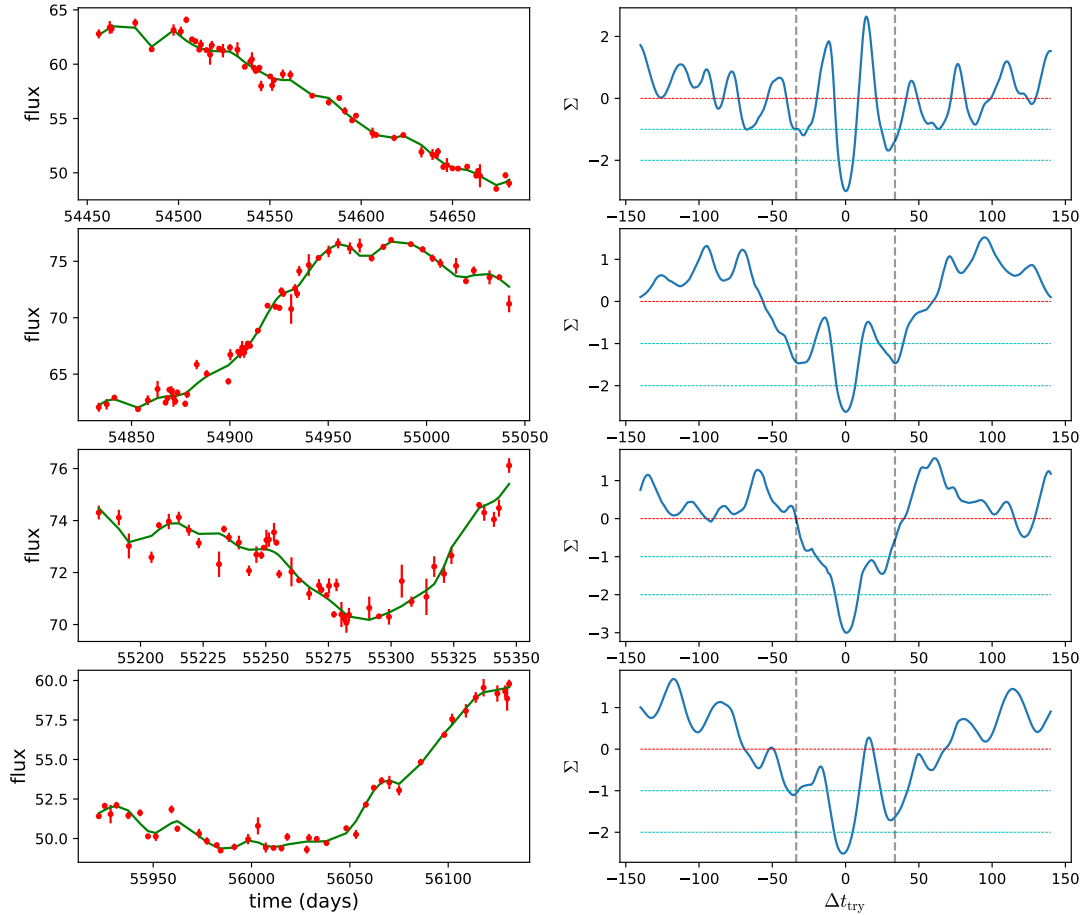 65
60
55
50
flux
54450 54500 54550 54600 54650
2
1
0
−1
−2
Σ
−150 −100 −50 0 50 100 150
75
70
65
flux
54850 54900 54950 55000 55050
1
0
−1
−2
Σ
−150 −100 −50 0 50 100 150
76
74
72
70
flux
55200 55225 55250 55275 55300 55325 55350
1
0
−1
−2
−3
Σ
−150 −100 −50 0 50 100 150
60.0
57.5
55.0
52.5
50.0
flux
55950 56000 56050 56100
time (days)
1
0
−1
−2
Σ
−150 −100 −50 0 50 100 150
Δt_try